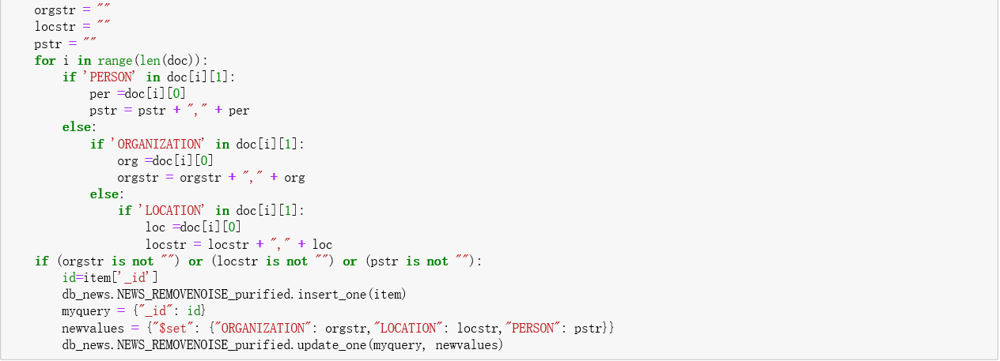 orgstr = ""
locstr = ""
pstr = ""
for i in range(len(doc)):
    if 'PERSON' in doc[i][1]:
        per =doc[i][0]
        pstr = pstr + "," + per
    else:
        if 'ORGANIZATION' in doc[i][1]:
            org =doc[i][0]
            orgstr = orgstr + "," + org
        else:
            if 'LOCATION' in doc[i][1]:
                loc =doc[i][0]
                locstr = locstr + "," + loc
if (orgstr is not "") or (locstr is not "") or (pstr is not ""):
    id=item['_id']
    db_news.NEWS_REMOVENOISE_purified.insert_one(item)
    myquery = {"_id": id}
    newvalues = {"$set": {"ORGANIZATION": orgstr,"LOCATION": locstr,"PERSON": pstr}}
    db_news.NEWS_REMOVENOISE_purified.update_one(myquery, newvalues)